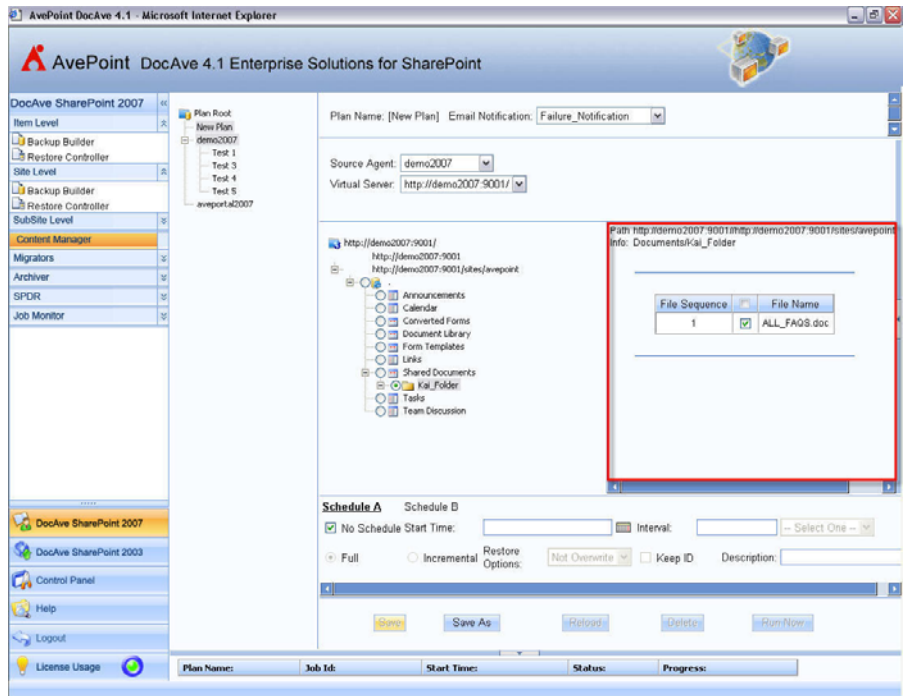 AvePoint DocAve 4.1 - Microsoft Internet Explorer
AvePoint DocAve 4.1 Enterprise Solutions for SharePoint
DocAve SharePoint 2007
Item Level
Backup Builder
Restore Controller
Site Level
Backup Builder
Restore Controller
SubSite Level
Content Manager
Migrators
Archiver
SPDR
Job Monitor
DocAve SharePoint 2007
DocAve SharePoint 2003
Control Panel
Help
Logout
License Usage
Plan Root
New Plan
demo2007
Test 1
Test 3
Test 4
Test 5
aveportal2007
Plan Name: [New Plan] Email Notification: Failure_Notification
Source Agent: demo2007
Virtual Server: http://demo2007:9001/
http://demo2007:9001/
http://demo2007:9001
http://demo2007:9001/sites/avepoint
.
Announcements
Calendar
Converted Forms
Document Library
Form Templates
Links
Shared Documents
Kai_Folder
Tasks
Team Discussion
Path http://demo2007:9001/http://demo2007:9001/sites/avepoint
Info: Documents/Kai_Folder
File Sequence File Name
1 ALL_FAQS.doc
Schedule A Schedule B
No Schedule Start Time: Interval: -- Select One --
Full Incremental Restore Options: Not Overwrite Keep ID Description:
Save Save As Reload Delete Run Now
Plan Name: Job Id: Start Time: Status: Progress: